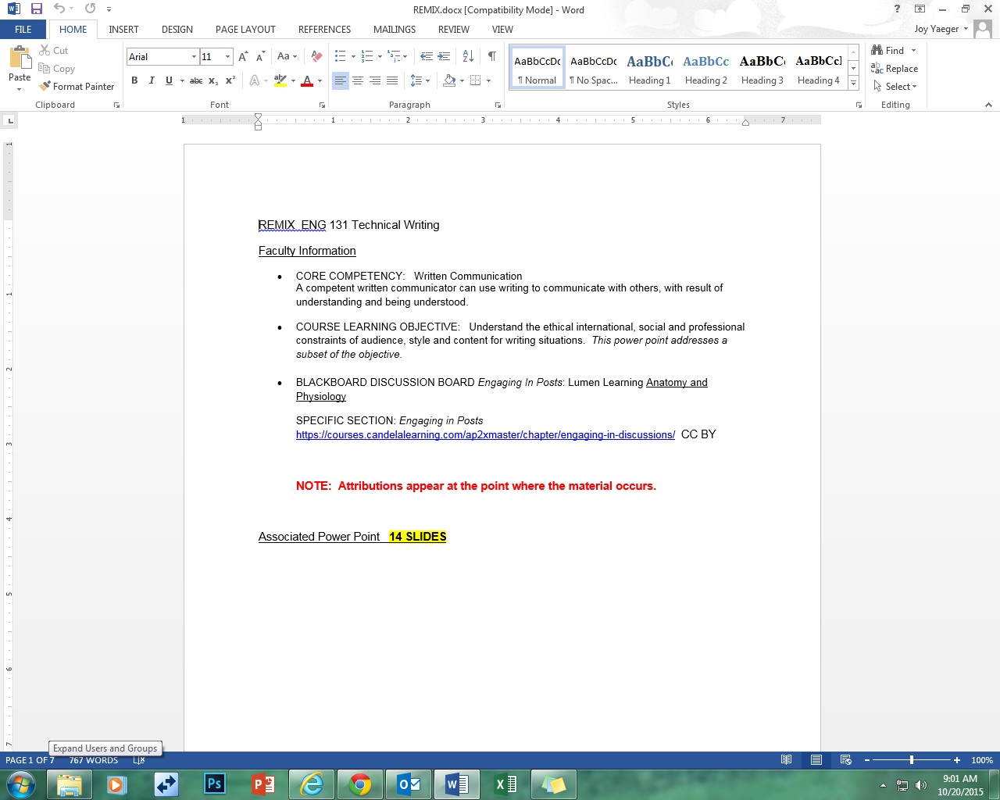 REMIX.docx [Compatibility Mode] - Word
FILE HOME INSERT DESIGN PAGE LAYOUT REFERENCES MAILINGS REVIEW VIEW Joy Yaeger
Paste Cut Copy Format Painter
Arial 11
AaBbCcDc AaBbCcDc AaBbC AaBbCc AaBbC AaBbCcI
¶ Normal ¶ No Spac... Heading 1 Heading 2 Heading 3 Heading 4
Find Replace Select
Clipboard Font Paragraph Styles Editing
1 1 2 3 4 5 6 7
REMIX ENG 131 Technical Writing
Faculty Information
• CORE COMPETENCY: Written Communication
A competent written communicator can use writing to communicate with others, with result of
understanding and being understood.
• COURSE LEARNING OBJECTIVE: Understand the ethical international, social and professional
constraints of audience, style and content for writing situations. This power point addresses a
subset of the objective.
• BLACKBOARD DISCUSSION BOARD Engaging In Posts: Lumen Learning Anatomy and
Physiology
SPECIFIC SECTION: Engaging in Posts
https://courses.candelalearning.com/ap2xmaster/chapter/engaging-in-discussions/ CC BY
NOTE: Attributions appear at the point where the material occurs.
Associated Power Point 14 SLIDES
Expand Users and Groups
PAGE 1 OF 7 767 WORDS 100%
9:01 AM
10/20/2015